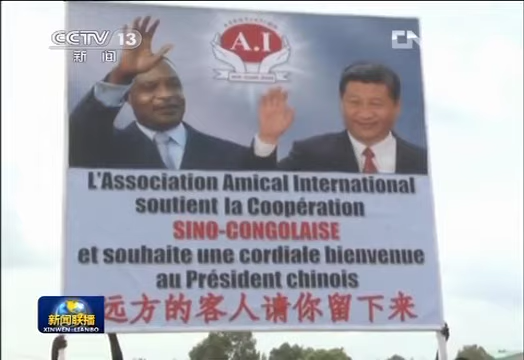 CCTV 13
新闻
CN
A.I
L'Association Amical International
soutient la Coopération
SINO-CONGOLAISE
et souhaite une cordiale bienvenue
au Président chinois
远方的客人请你留下来
新闻联播
XINWEN LIANBO